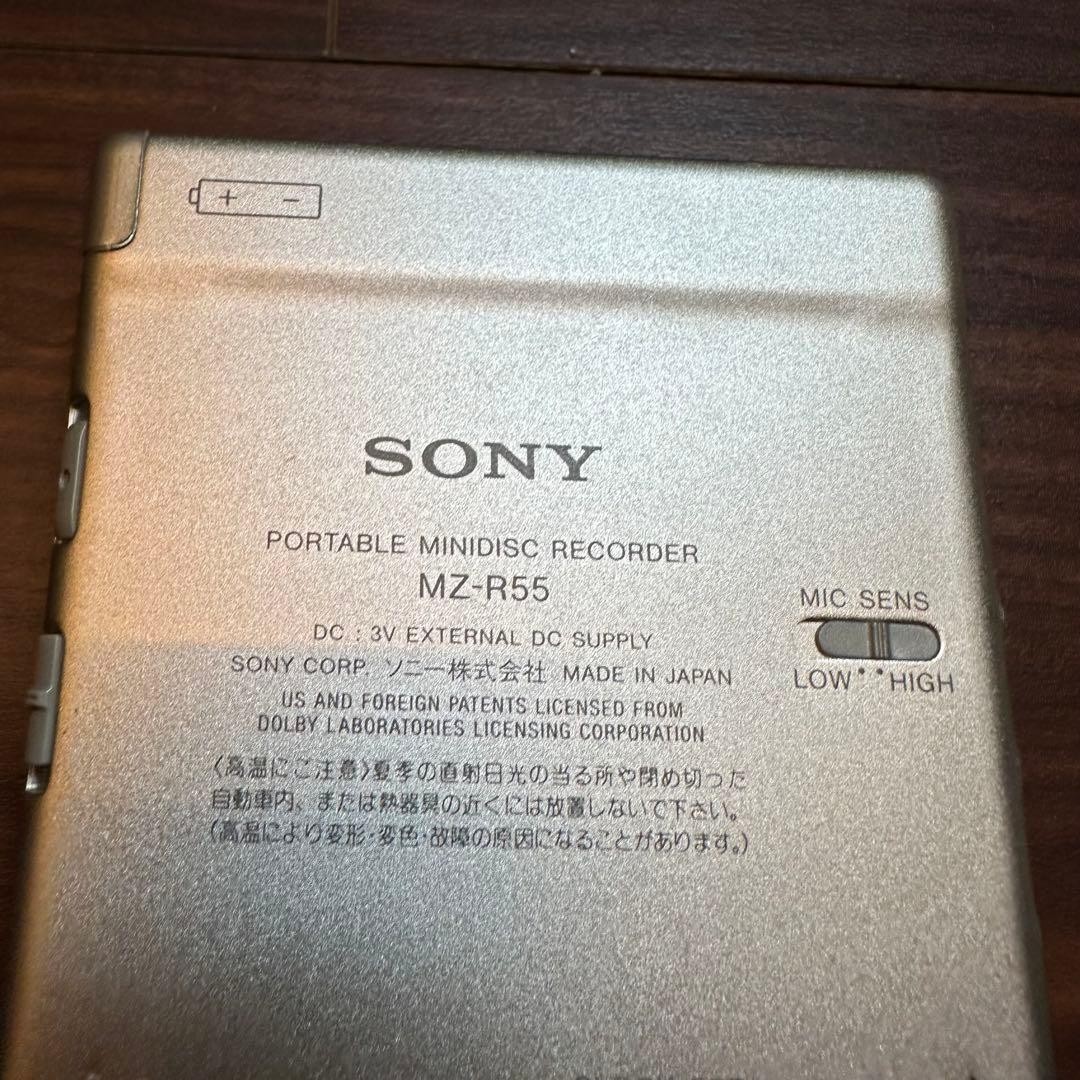 + −
SONY
PORTABLE MINIDISC RECORDER
MZ-R55
MIC SENS
LOW HIGH
DC : 3V EXTERNAL DC SUPPLY
SONY CORP. ソニー株式会社 MADE IN JAPAN
US AND FOREIGN PATENTS LICENSED FROM
DOLBY LABORATORIES LICENSING CORPORATION
〈高温にご注意〉夏季の直射日光の当る所や閉め切った
自動車内、または熱器具の近くには放置しないで下さい。
(高温により変形・変色・故障の原因になることがあります。)